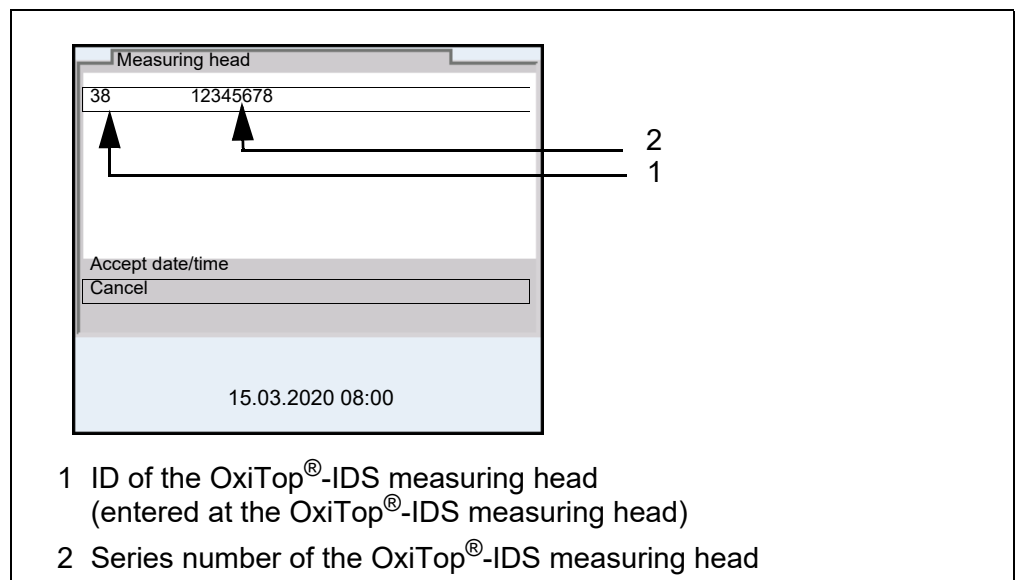 Measuring head
38 12345678
2
1
Accept date/time
Cancel
15.03.2020 08:00
1 ID of the OxiTop®-IDS measuring head
(entered at the OxiTop®-IDS measuring head)
2 Series number of the OxiTop®-IDS measuring head